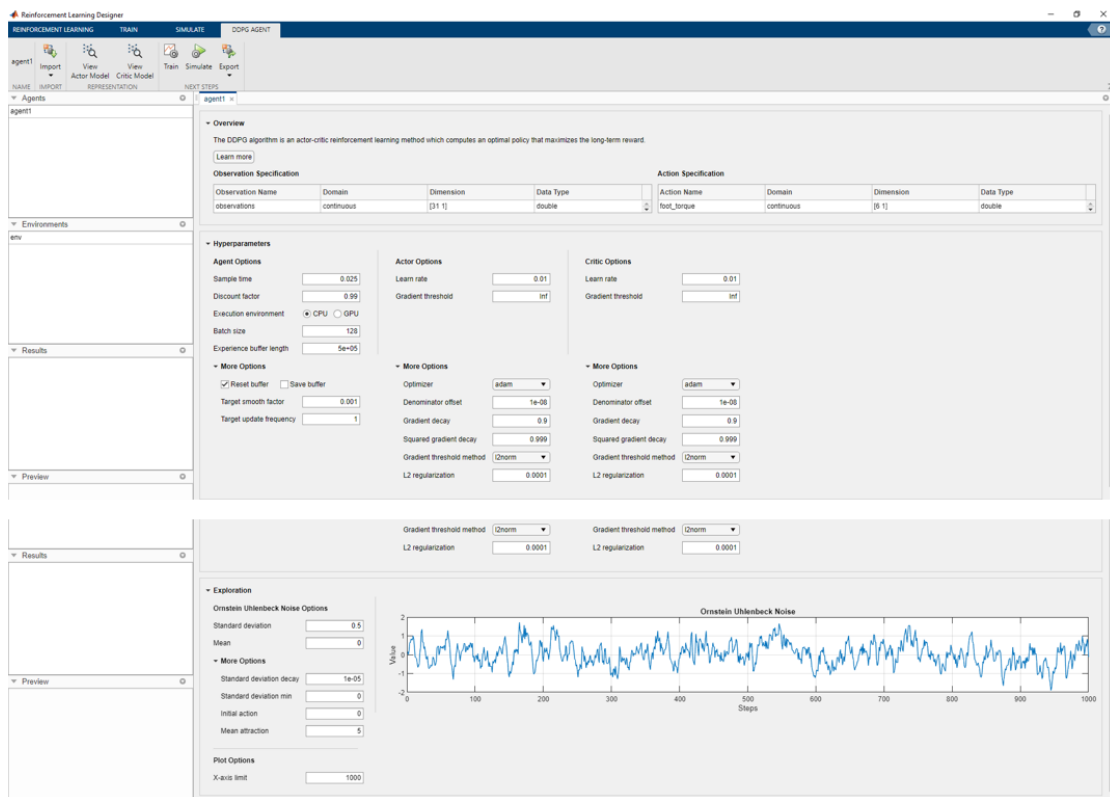 Reinforcement Learning Designer
REINFORCEMENT LEARNING TRAIN SIMULATE DDPG AGENT
agent1 Import View Actor Model View Critic Model Train Simulate Export
NAME IMPORT REPRESENTATION NEXT STEPS
Agents
agent1
Environments
env
Results
Preview
agent1
Overview
The DDPG algorithm is an actor-critic reinforcement learning method which computes an optimal policy that maximizes the long-term reward.
Learn more
Observation Specification
Observation Name Domain Dimension Data Type
observations continuous [31 1] double
Action Specification
Action Name Domain Dimension Data Type
foot_torque continuous [6 1] double
Hyperparameters
Agent Options
Sample time 0.025
Discount factor 0.99
Execution environment CPU GPU
Batch size 128
Experience buffer length 5e+05
More Options
Reset buffer Save buffer
Target smooth factor 0.001
Target update frequency 1
Actor Options
Learn rate 0.01
Gradient threshold Inf
More Options
Optimizer adam
Denominator offset 1e-08
Gradient decay 0.9
Squared gradient decay 0.999
Gradient threshold method l2norm
L2 regularization 0.0001
Critic Options
Learn rate 0.01
Gradient threshold Inf
More Options
Optimizer adam
Denominator offset 1e-08
Gradient decay 0.9
Squared gradient decay 0.999
Gradient threshold method l2norm
L2 regularization 0.0001
Results
Preview
Gradient threshold method l2norm Gradient threshold method l2norm
L2 regularization 0.0001 L2 regularization 0.0001
Exploration
Ornstein Uhlenbeck Noise Options
Standard deviation 0.5
Mean 0
More Options
Standard deviation decay 1e-05
Standard deviation min 0
Initial action 0
Mean attraction 5
Plot Options
X-axis limit 1000
Ornstein Uhlenbeck Noise
Value
2
1
0
-1
-2
0 100 200 300 400 500 600 700 800 900 1000
Steps